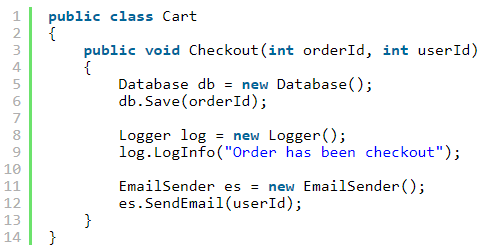 1 public class Cart
2 {
3     public void Checkout(int orderId, int userId)
4     {
5         Database db = new Database();
6         db.Save(orderId);
7
8         Logger log = new Logger();
9         log.LogInfo("Order has been checkout");
10
11         EmailSender es = new EmailSender();
12         es.SendEmail(userId);
13     }
14 }